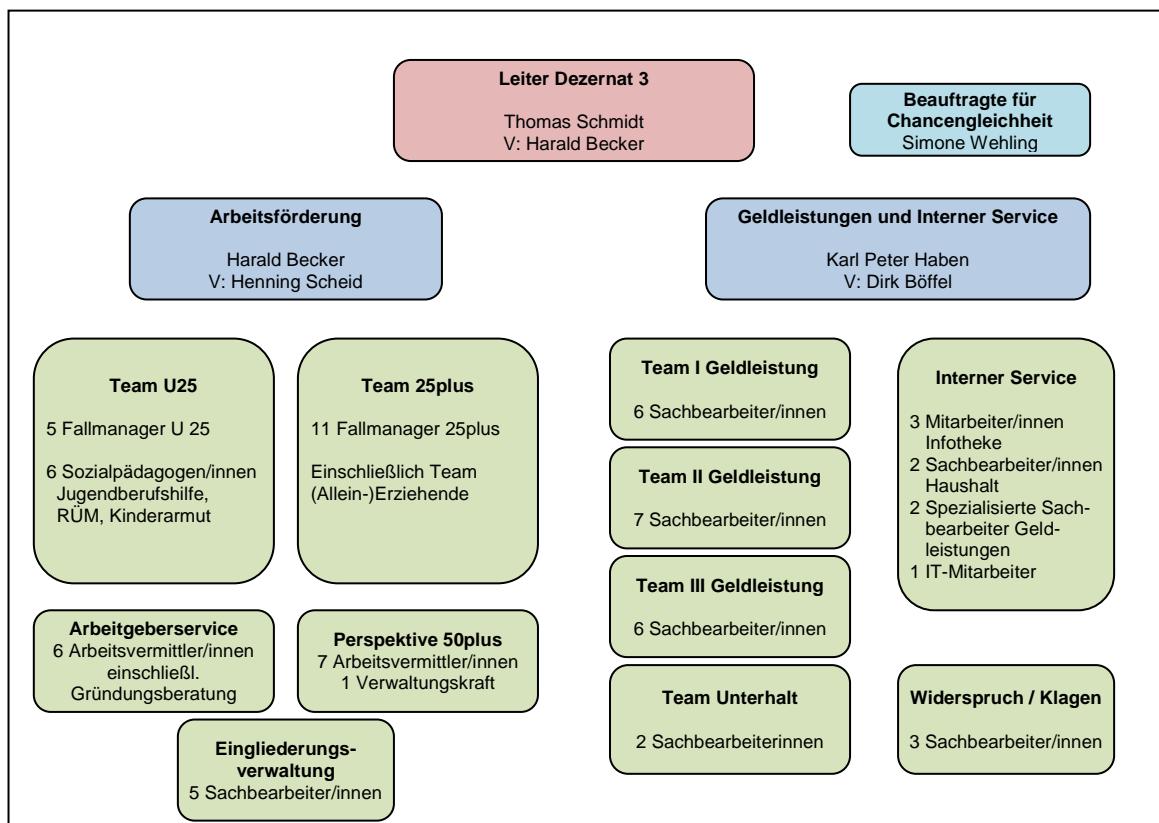 Leiter Dezernat 3
Thomas Schmidt
V: Harald Becker
Beauftragte für
Chancengleichheit
Simone Wehling
Arbeitsförderung
Harald Becker
V: Henning Scheid
Geldleistungen und Interner Service
Karl Peter Haben
V: Dirk Böffel
Team U25
5 Fallmanager U 25
6 Sozialpädagogen/innen
Jugendberufshilfe,
RÜM, Kinderarmut
Team 25plus
11 Fallmanager 25plus
Einschließlich Team
(Allein-)Erziehende
Arbeitgeberservice
6 Arbeitsvermittler/innen
einschließl.
Gründungsberatung
Perspektive 50plus
7 Arbeitsvermittler/innen
1 Verwaltungskraft
Eingliederungs-
verwaltung
5 Sachbearbeiter/innen
Team I Geldleistung
6 Sachbearbeiter/innen
Team II Geldleistung
7 Sachbearbeiter/innen
Team III Geldleistung
6 Sachbearbeiter/innen
Team Unterhalt
2 Sachbearbeiterinnen
Interner Service
3 Mitarbeiter/innen
Infotheke
2 Sachbearbeiter/innen
Haushalt
2 Spezialisierte Sach-
bearbeiter Geld-
leistungen
1 IT-Mitarbeiter
Widerspruch / Klagen
3 Sachbearbeiter/innen